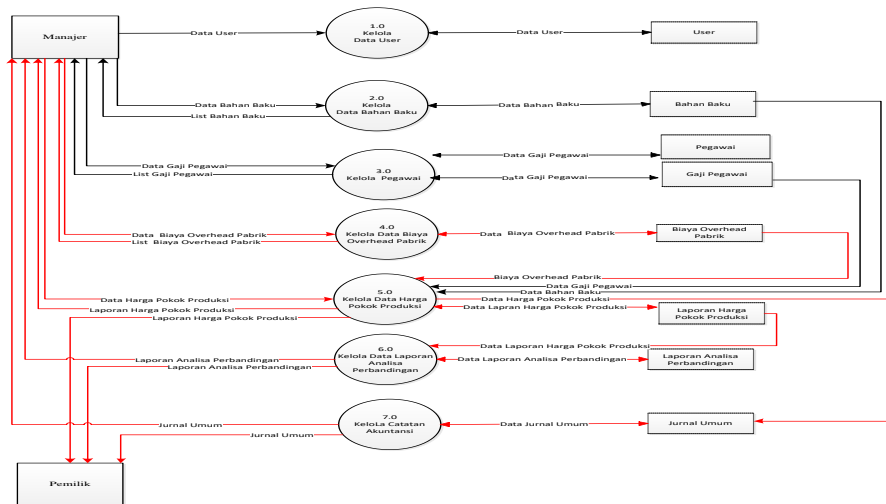 Manajer
Data User
1.0
Kelola
Data User
Data User
User
Data Bahan Baku
List Bahan Baku
2.0
Kelola
Data Bahan Baku
Data Bahan Baku
Bahan Baku
Data Gaji Pegawai
List Gaji Pegawai
3.0
Kelola Pegawai
Data Gaji Pegawai
Pegawai
Data Gaji Pegawai
Gaji Pegawai
Data Biaya Overhead Pabrik
List Biaya Overhead Pabrik
4.0
Kelola Data Biaya
Overhead Pabrik
Data Biaya Overhead Pabrik
Biaya Overhead
Pabrik
Biaya Overhead Pabrik
Data Gaji Pegawai
Data Bahan Baku
Data Harga Pokok Produksi
Data Harga Pokok Produksi
Laporan Harga Pokok Produksi
Laporan Harga Pokok Produksi
5.0
Kelola Data Harga
Pokok Produksi
Data Lapran Harga Pokok Produksi
Laporan Harga
Pokok Produksi
Data Laporan Harga Pokok Produksi
Laporan Analisa Perbandingan
Laporan Analisa Perbandingan
6.0
Kelola Data Laporan
Analisa
Perbandingan
Data Laporan Analisa Perbandingan
Laporan Analisa
Perbandingan
Jurnal Umum
Jurnal Umum
7.0
KeloLa Catatan
Akuntansi
Data Jurnal Umum
Jurnal Umum
Pemilik